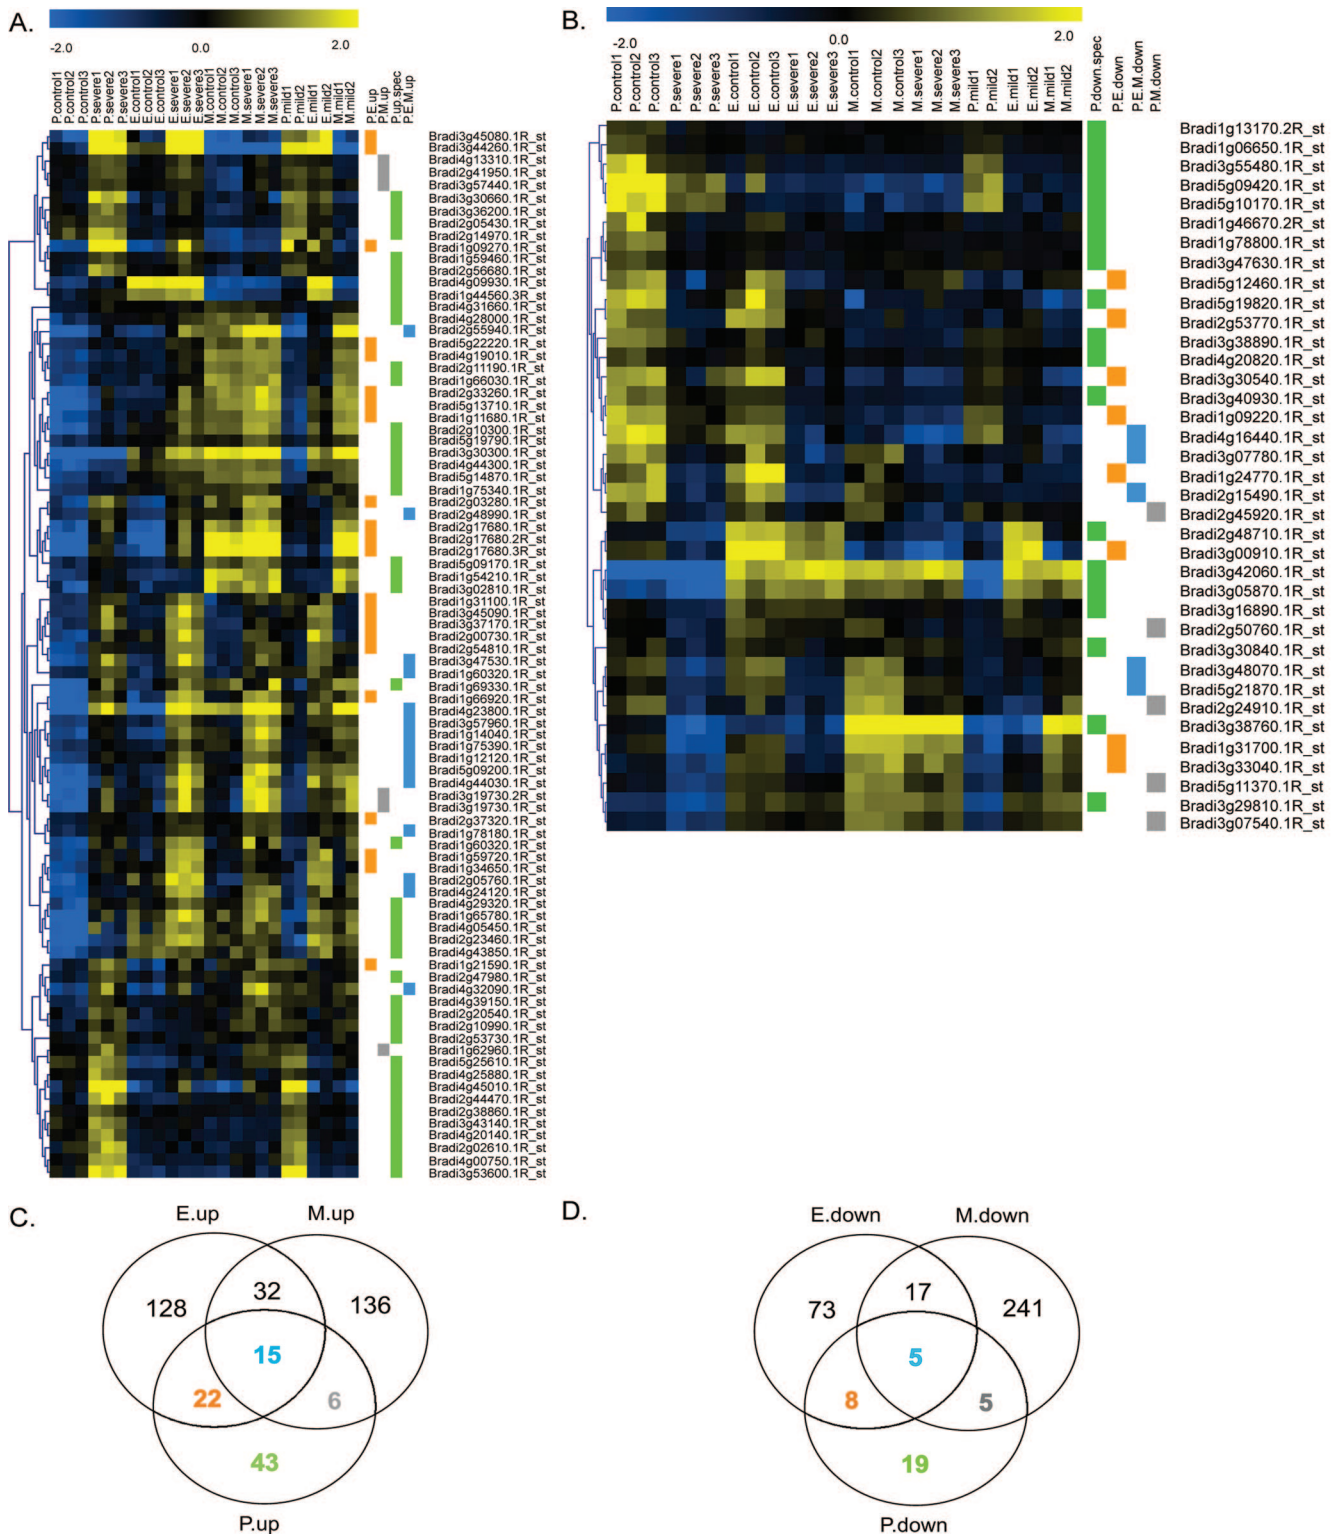 A.
-2.0 0.0 2.0
P.control1
P.control2
P.control3
P.severe1
P.severe2
P.severe3
E.control1
E.control2
E.control3
E.severe1
E.severe2
E.severe3
M.control1
M.control2
M.control3
M.severe1
M.severe2
M.severe3
P.mild1
P.mild2
E.mild1
E.mild2
M.mild1
M.mild2
P.E.up
P.M.up
P.up.spec
P.E.M.up
Bradi3g45080.1R_st
Bradi3g44260.1R_st
Bradi4g13310.1R_st
Bradi2g41950.1R_st
Bradi3g57440.1R_st
Bradi3g30660.1R_st
Bradi3g36200.1R_st
Bradi2g05430.1R_st
Bradi2g14970.1R_st
Bradi1g09270.1R_st
Bradi1g59460.1R_st
Bradi2g56680.1R_st
Bradi4g09930.1R_st
Bradi1g44560.3R_st
Bradi4g31660.1R_st
Bradi4g28000.1R_st
Bradi2g55940.1R_st
Bradi5g22220.1R_st
Bradi4g19010.1R_st
Bradi2g11190.1R_st
Bradi1g66030.1R_st
Bradi2g33260.1R_st
Bradi5g13710.1R_st
Bradi1g11680.1R_st
Bradi2g10300.1R_st
Bradi5g19790.1R_st
Bradi3g30300.1R_st
Bradi4g44300.1R_st
Bradi5g14870.1R_st
Bradi1g75340.1R_st
Bradi2g03280.1R_st
Bradi2g48990.1R_st
Bradi2g17680.1R_st
Bradi2g17680.2R_st
Bradi2g17680.3R_st
Bradi5g09170.1R_st
Bradi1g54210.1R_st
Bradi3g02810.1R_st
Bradi1g31100.1R_st
Bradi3g45090.1R_st
Bradi3g37170.1R_st
Bradi2g00730.1R_st
Bradi2g54810.1R_st
Bradi3g47530.1R_st
Bradi1g60320.1R_st
Bradi1g69330.1R_st
Bradi1g66920.1R_st
Bradi4g23800.1R_st
Bradi3g57960.1R_st
Bradi1g14040.1R_st
Bradi1g75390.1R_st
Bradi1g12120.1R_st
Bradi5g09200.1R_st
Bradi4g44030.1R_st
Bradi3g19730.2R_st
Bradi3g19730.1R_st
Bradi2g37320.1R_st
Bradi1g78180.1R_st
Bradi1g60320.1R_st
Bradi1g59720.1R_st
Bradi1g34650.1R_st
Bradi2g05760.1R_st
Bradi4g24120.1R_st
Bradi4g29320.1R_st
Bradi1g65780.1R_st
Bradi4g05450.1R_st
Bradi2g23460.1R_st
Bradi4g43850.1R_st
Bradi1g21590.1R_st
Bradi2g47980.1R_st
Bradi4g32090.1R_st
Bradi4g39150.1R_st
Bradi2g20540.1R_st
Bradi2g10990.1R_st
Bradi2g53730.1R_st
Bradi1g62960.1R_st
Bradi5g25610.1R_st
Bradi4g25880.1R_st
Bradi4g45010.1R_st
Bradi2g44470.1R_st
Bradi2g38860.1R_st
Bradi3g43140.1R_st
Bradi4g20140.1R_st
Bradi2g02610.1R_st
Bradi4g00750.1R_st
Bradi3g53600.1R_st
B.
-2.0 0.0 2.0
P.control1
P.control2
P.control3
P.severe1
P.severe2
P.severe3
E.control1
E.control2
E.control3
E.severe1
E.severe2
E.severe3
M.control1
M.control2
M.control3
M.severe1
M.severe2
M.severe3
P.mild1
P.mild2
E.mild1
E.mild2
M.mild1
M.mild2
P.down.spec
P.E.down
P.E.M.down
P.M.down
Bradi1g13170.2R_st
Bradi1g06650.1R_st
Bradi3g55480.1R_st
Bradi5g09420.1R_st
Bradi5g10170.1R_st
Bradi1g46670.2R_st
Bradi1g78800.1R_st
Bradi3g47630.1R_st
Bradi5g12460.1R_st
Bradi5g19820.1R_st
Bradi2g53770.1R_st
Bradi3g38890.1R_st
Bradi4g20820.1R_st
Bradi3g30540.1R_st
Bradi3g40930.1R_st
Bradi1g09220.1R_st
Bradi4g16440.1R_st
Bradi3g07780.1R_st
Bradi1g24770.1R_st
Bradi2g15490.1R_st
Bradi2g45920.1R_st
Bradi2g48710.1R_st
Bradi3g00910.1R_st
Bradi3g42060.1R_st
Bradi3g05870.1R_st
Bradi3g16890.1R_st
Bradi2g50760.1R_st
Bradi3g30840.1R_st
Bradi3g48070.1R_st
Bradi5g21870.1R_st
Bradi2g24910.1R_st
Bradi3g38760.1R_st
Bradi1g31700.1R_st
Bradi3g33040.1R_st
Bradi5g11370.1R_st
Bradi3g29810.1R_st
Bradi3g07540.1R_st
C.
E.up M.up
128 32 136
15
22 6
43
P.up
D.
E.down M.down
73 17 241
5
8 5
19
P.down